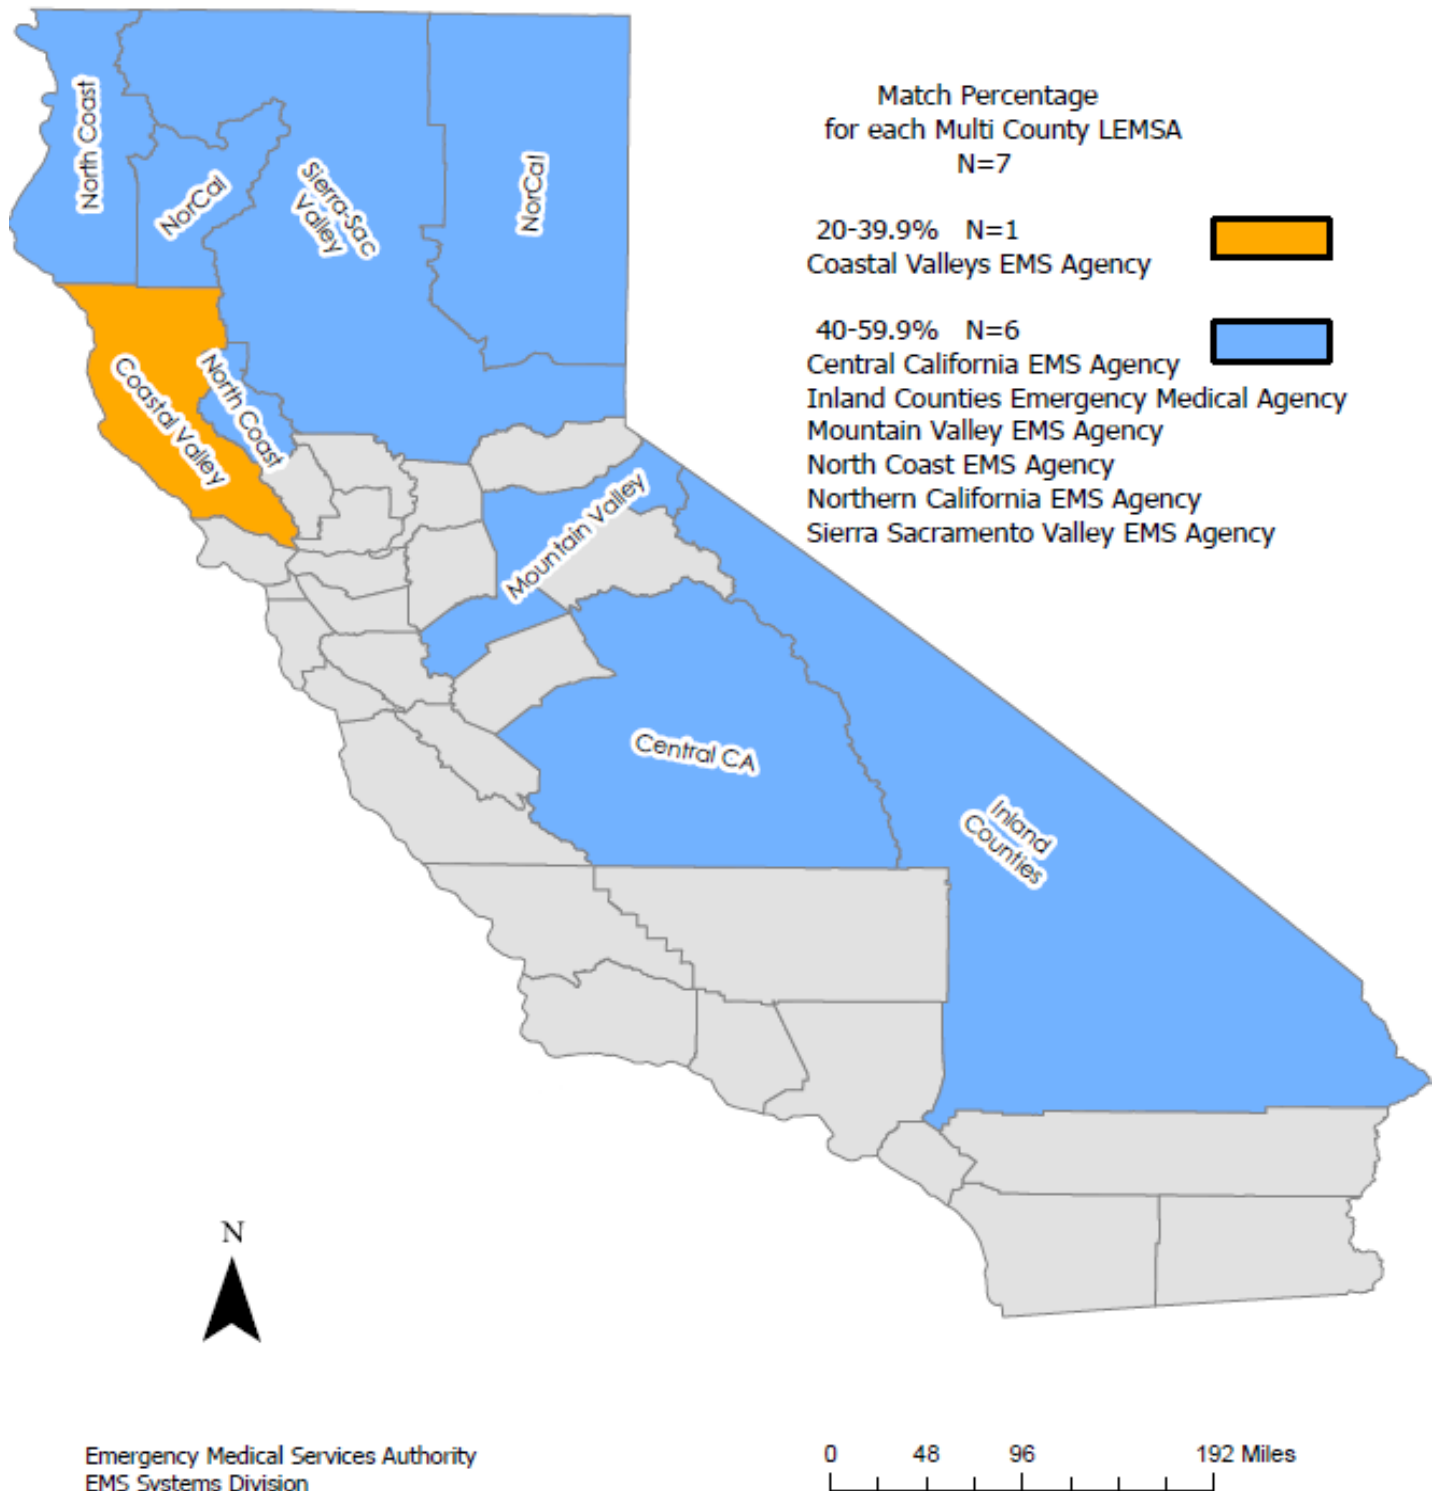 Match Percentage
for each Multi County LEMSA
N=7
20-39.9% N=1
Coastal Valleys EMS Agency
40-59.9% N=6
Central California EMS Agency
Inland Counties Emergency Medical Agency
Mountain Valley EMS Agency
North Coast EMS Agency
Northern California EMS Agency
Sierra Sacramento Valley EMS Agency
North Coast
NorCal
Sierra-Sac
Valley
NorCal
Coastal Valley
North Coast
Mountain Valley
Central CA
Inland
Counties
N
Emergency Medical Services Authority
EMS Systems Division
0 48 96 192 Miles